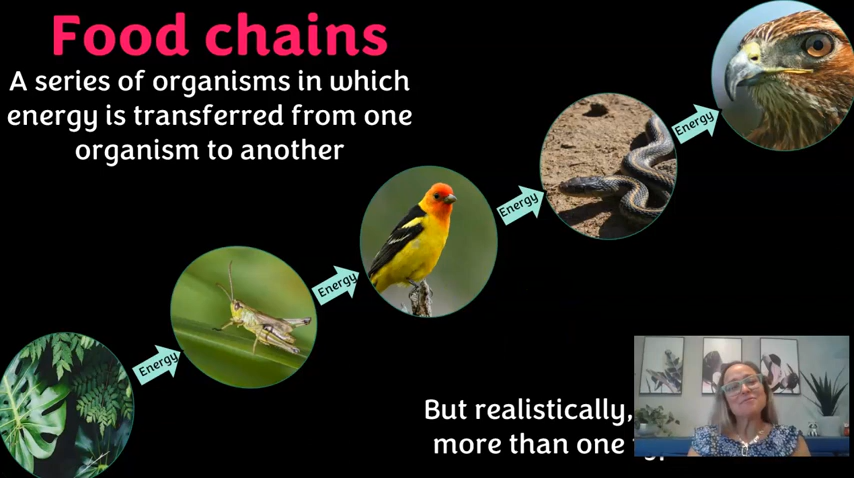 Food chains
A series of organisms in which
energy is transferred from one
organism to another
Energy
Energy
Energy
Energy
But realistically,
more than one